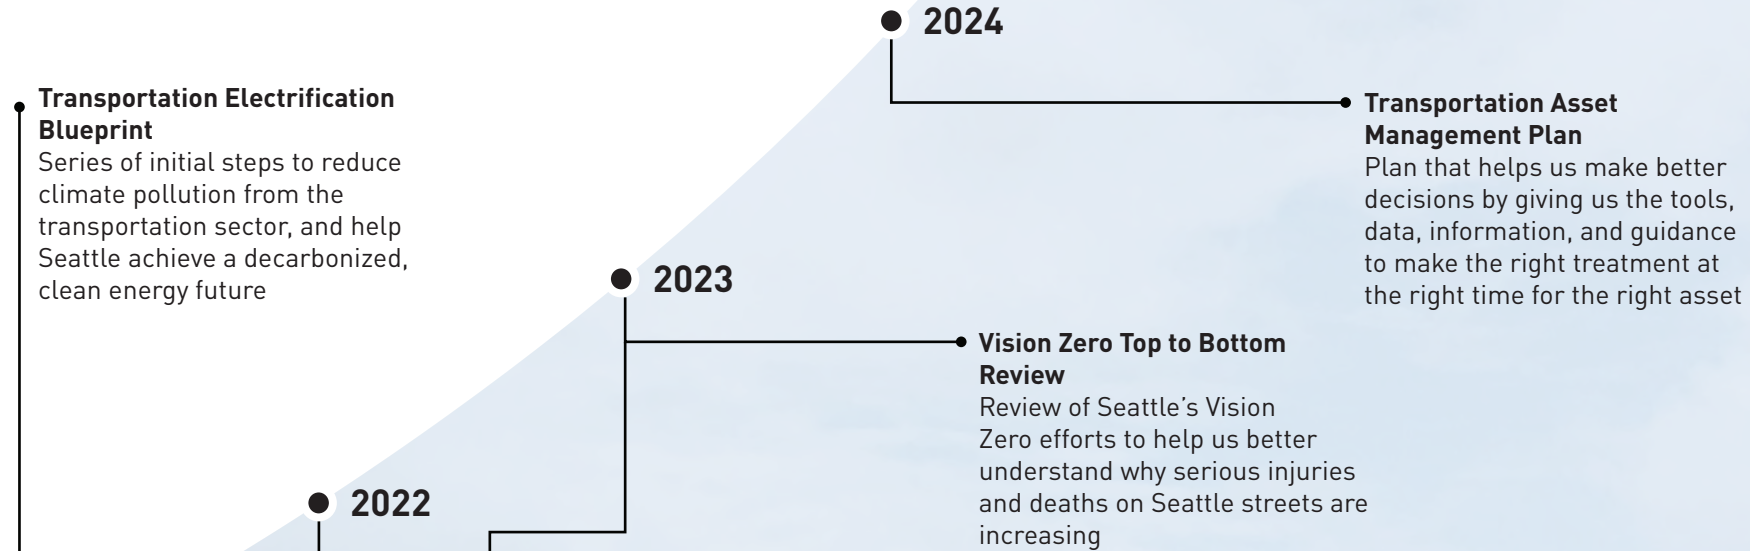 2024
Transportation Electrification
Blueprint
Series of initial steps to reduce
climate pollution from the
transportation sector, and help
Seattle achieve a decarbonized,
clean energy future
Transportation Asset
Management Plan
Plan that helps us make better
decisions by giving us the tools,
data, information, and guidance
to make the right treatment at
the right time for the right asset
2023
Vision Zero Top to Bottom
Review
Review of Seattle’s Vision
Zero efforts to help us better
understand why serious injuries
and deaths on Seattle streets are
increasing
2022